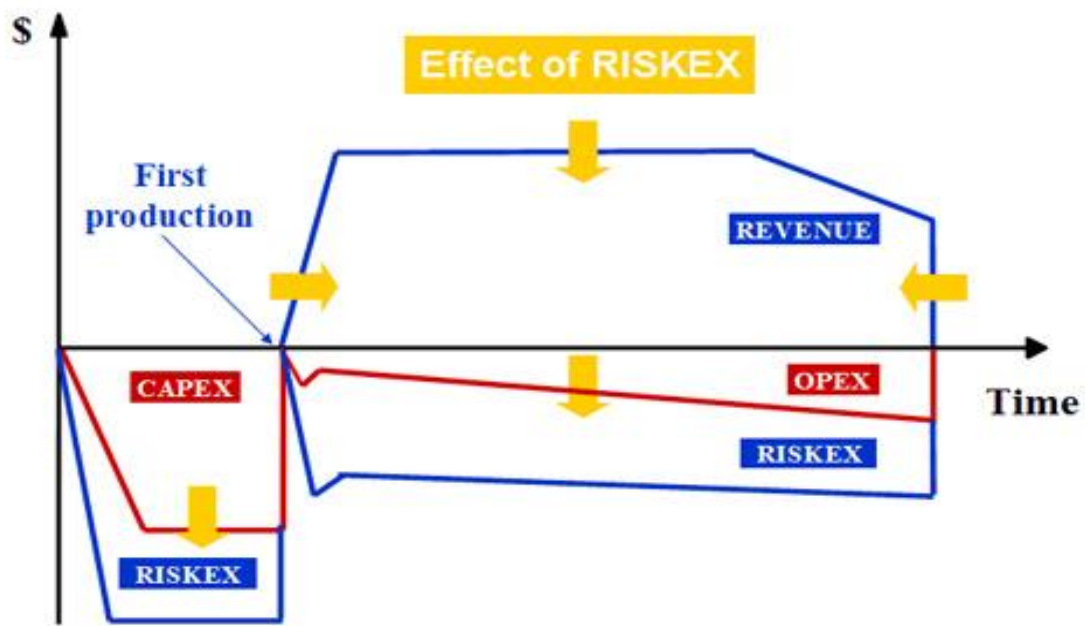 $
Effect of RISKEX
First
production
REVENUE
CAPEX
OPEX
Time
RISKEX
RISKEX